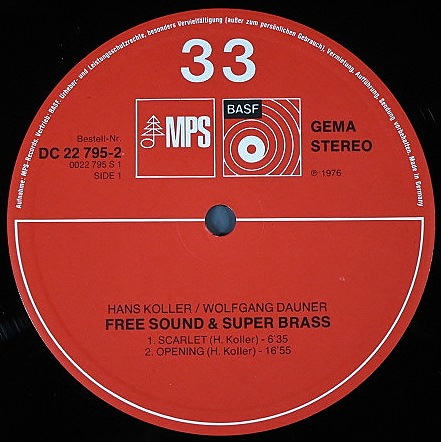 Aufnahme: MPS-Records, Vertrieb: BASF. Urheber- und Leistungsschutzrechte, besonders Vervielfältigung (außer zum persönlichen Gebrauch), Vermietung, Aufführung, Sendung vorbehalten. Made in Germany
33
MPS
BASF
GEMA
STEREO
℗ 1976
Bestell-Nr.
DC 22 795-2
0022 795 S 1
SIDE 1
HANS KOLLER / WOLFGANG DAUNER
FREE SOUND & SUPER BRASS
1. SCARLET (H. Koller) - 6'35
2. OPENING (H. Koller) - 16'55